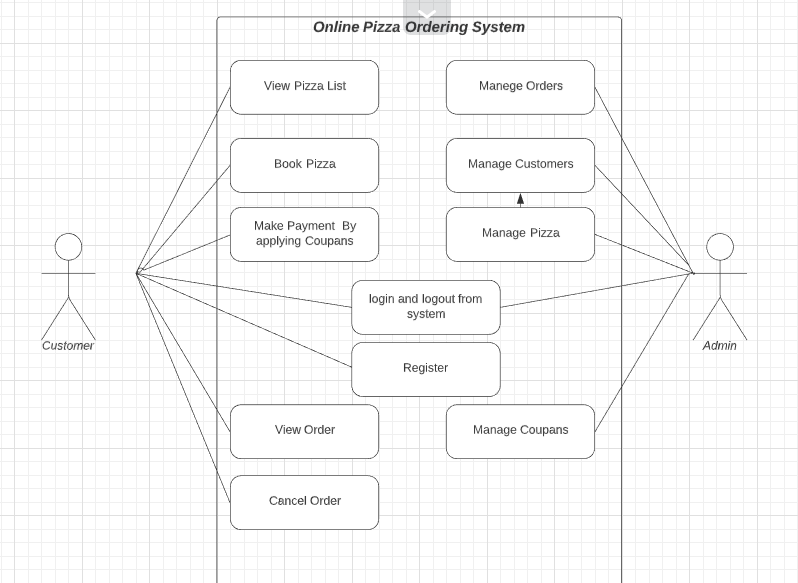 Online Pizza Ordering System
View Pizza List
Manege Orders
Book Pizza
Manage Customers
Make Payment  By
applying Coupans
Manage Pizza
login and logout from
system
Customer
Admin
Register
View Order
Manage Coupans
Cancel Order